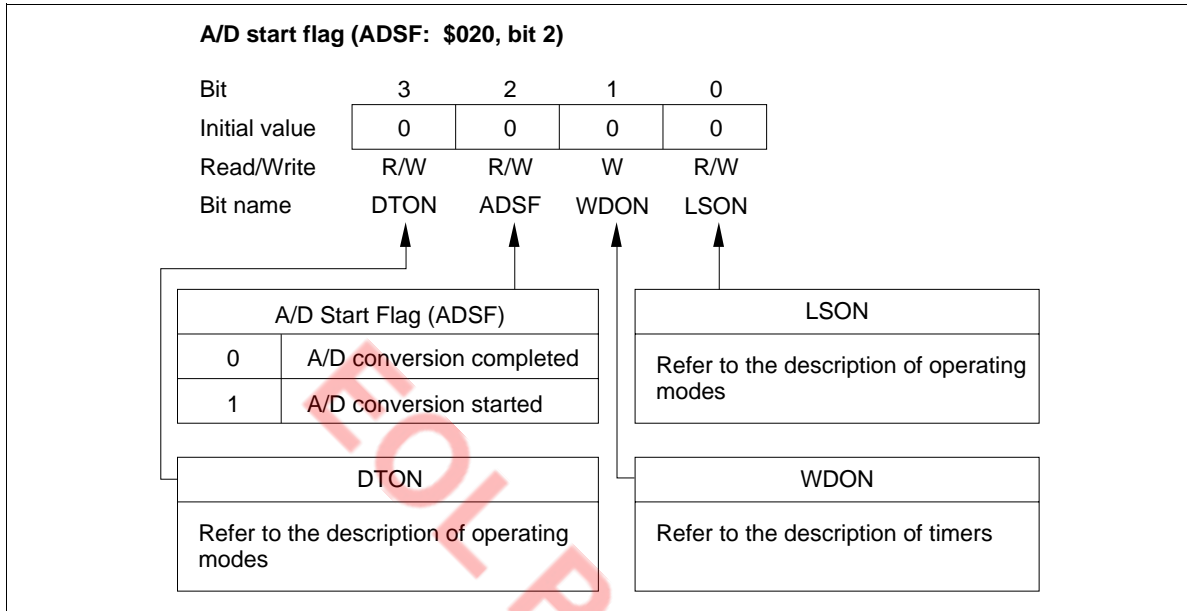 A/D start flag (ADSF: $020, bit 2)
Bit 3 2 1 0
Initial value 0 0 0 0
Read/Write R/W R/W W R/W
Bit name DTON ADSF WDON LSON
A/D Start Flag (ADSF)
0 A/D conversion completed
1 A/D conversion started
LSON
Refer to the description of operating
modes
DTON
Refer to the description of operating
modes
WDON
Refer to the description of timers
EOL P